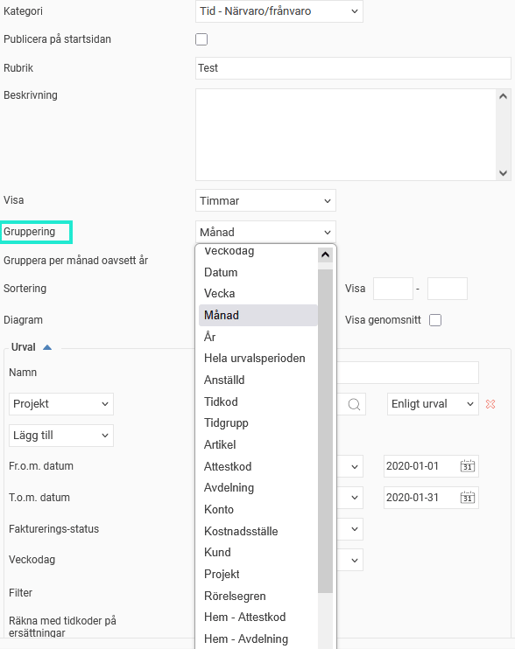 Kategori
Tid - Närvaro/frånvaro
Publicera på startsidan
Rubrik
Test
Beskrivning
Visa
Timmar
Gruppering
Månad
Gruppera per månad oavsett år
Veckodag
Datum
Vecka
Månad
År
Hela urvalsperioden
Anställd
Tidkod
Tidgrupp
Artikel
Attestkod
Avdelning
Konto
Kostnadsställe
Kund
Projekt
Rörelsegren
Hem - Attestkod
Hem - Avdelning
Sortering
Visa -
Diagram
Visa genomsnitt
Urval
Namn
Projekt
Enligt urval
Lägg till
Fr.o.m. datum
2020-01-01
31
T.o.m. datum
2020-01-31
31
Fakturerings-status
Veckodag
Filter
Räkna med tidkoder på
ersättningar